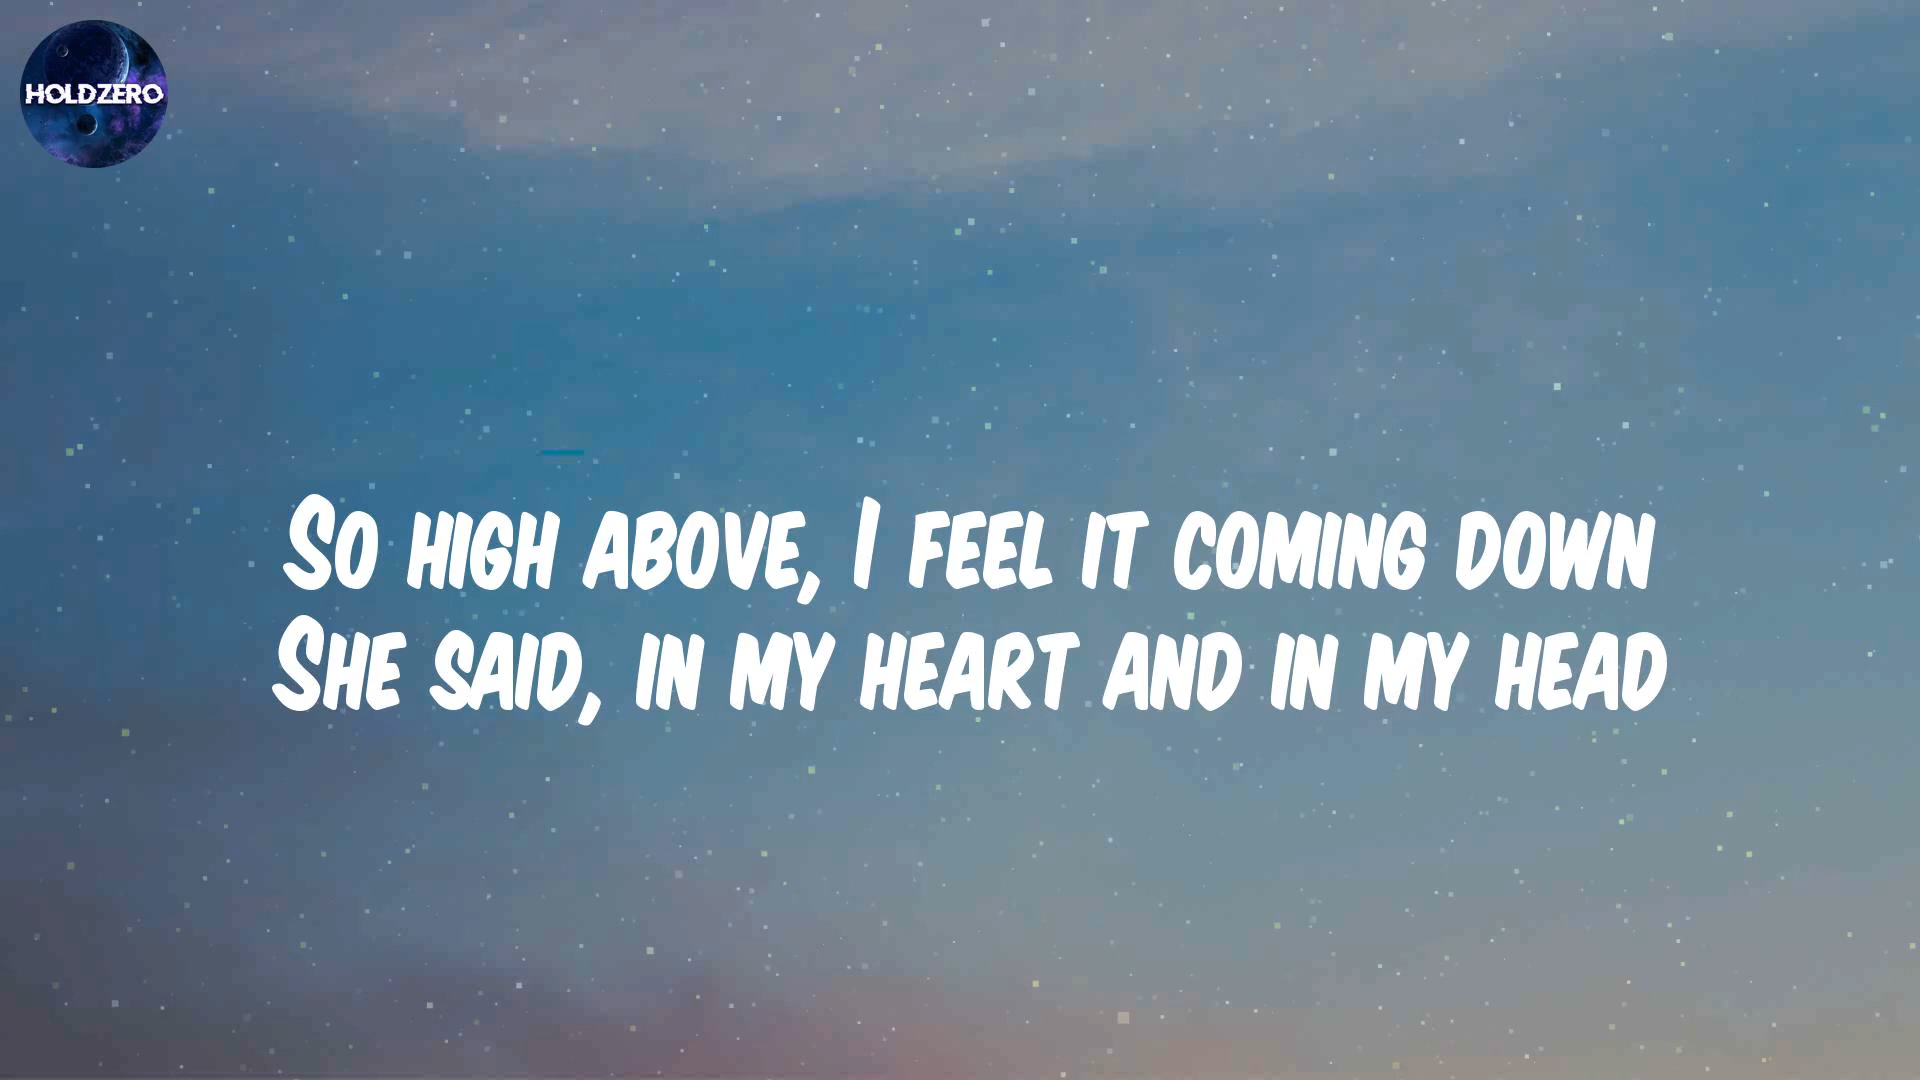 HOLDZERO
So high above, I feel it coming down
She said, in my heart and in my head